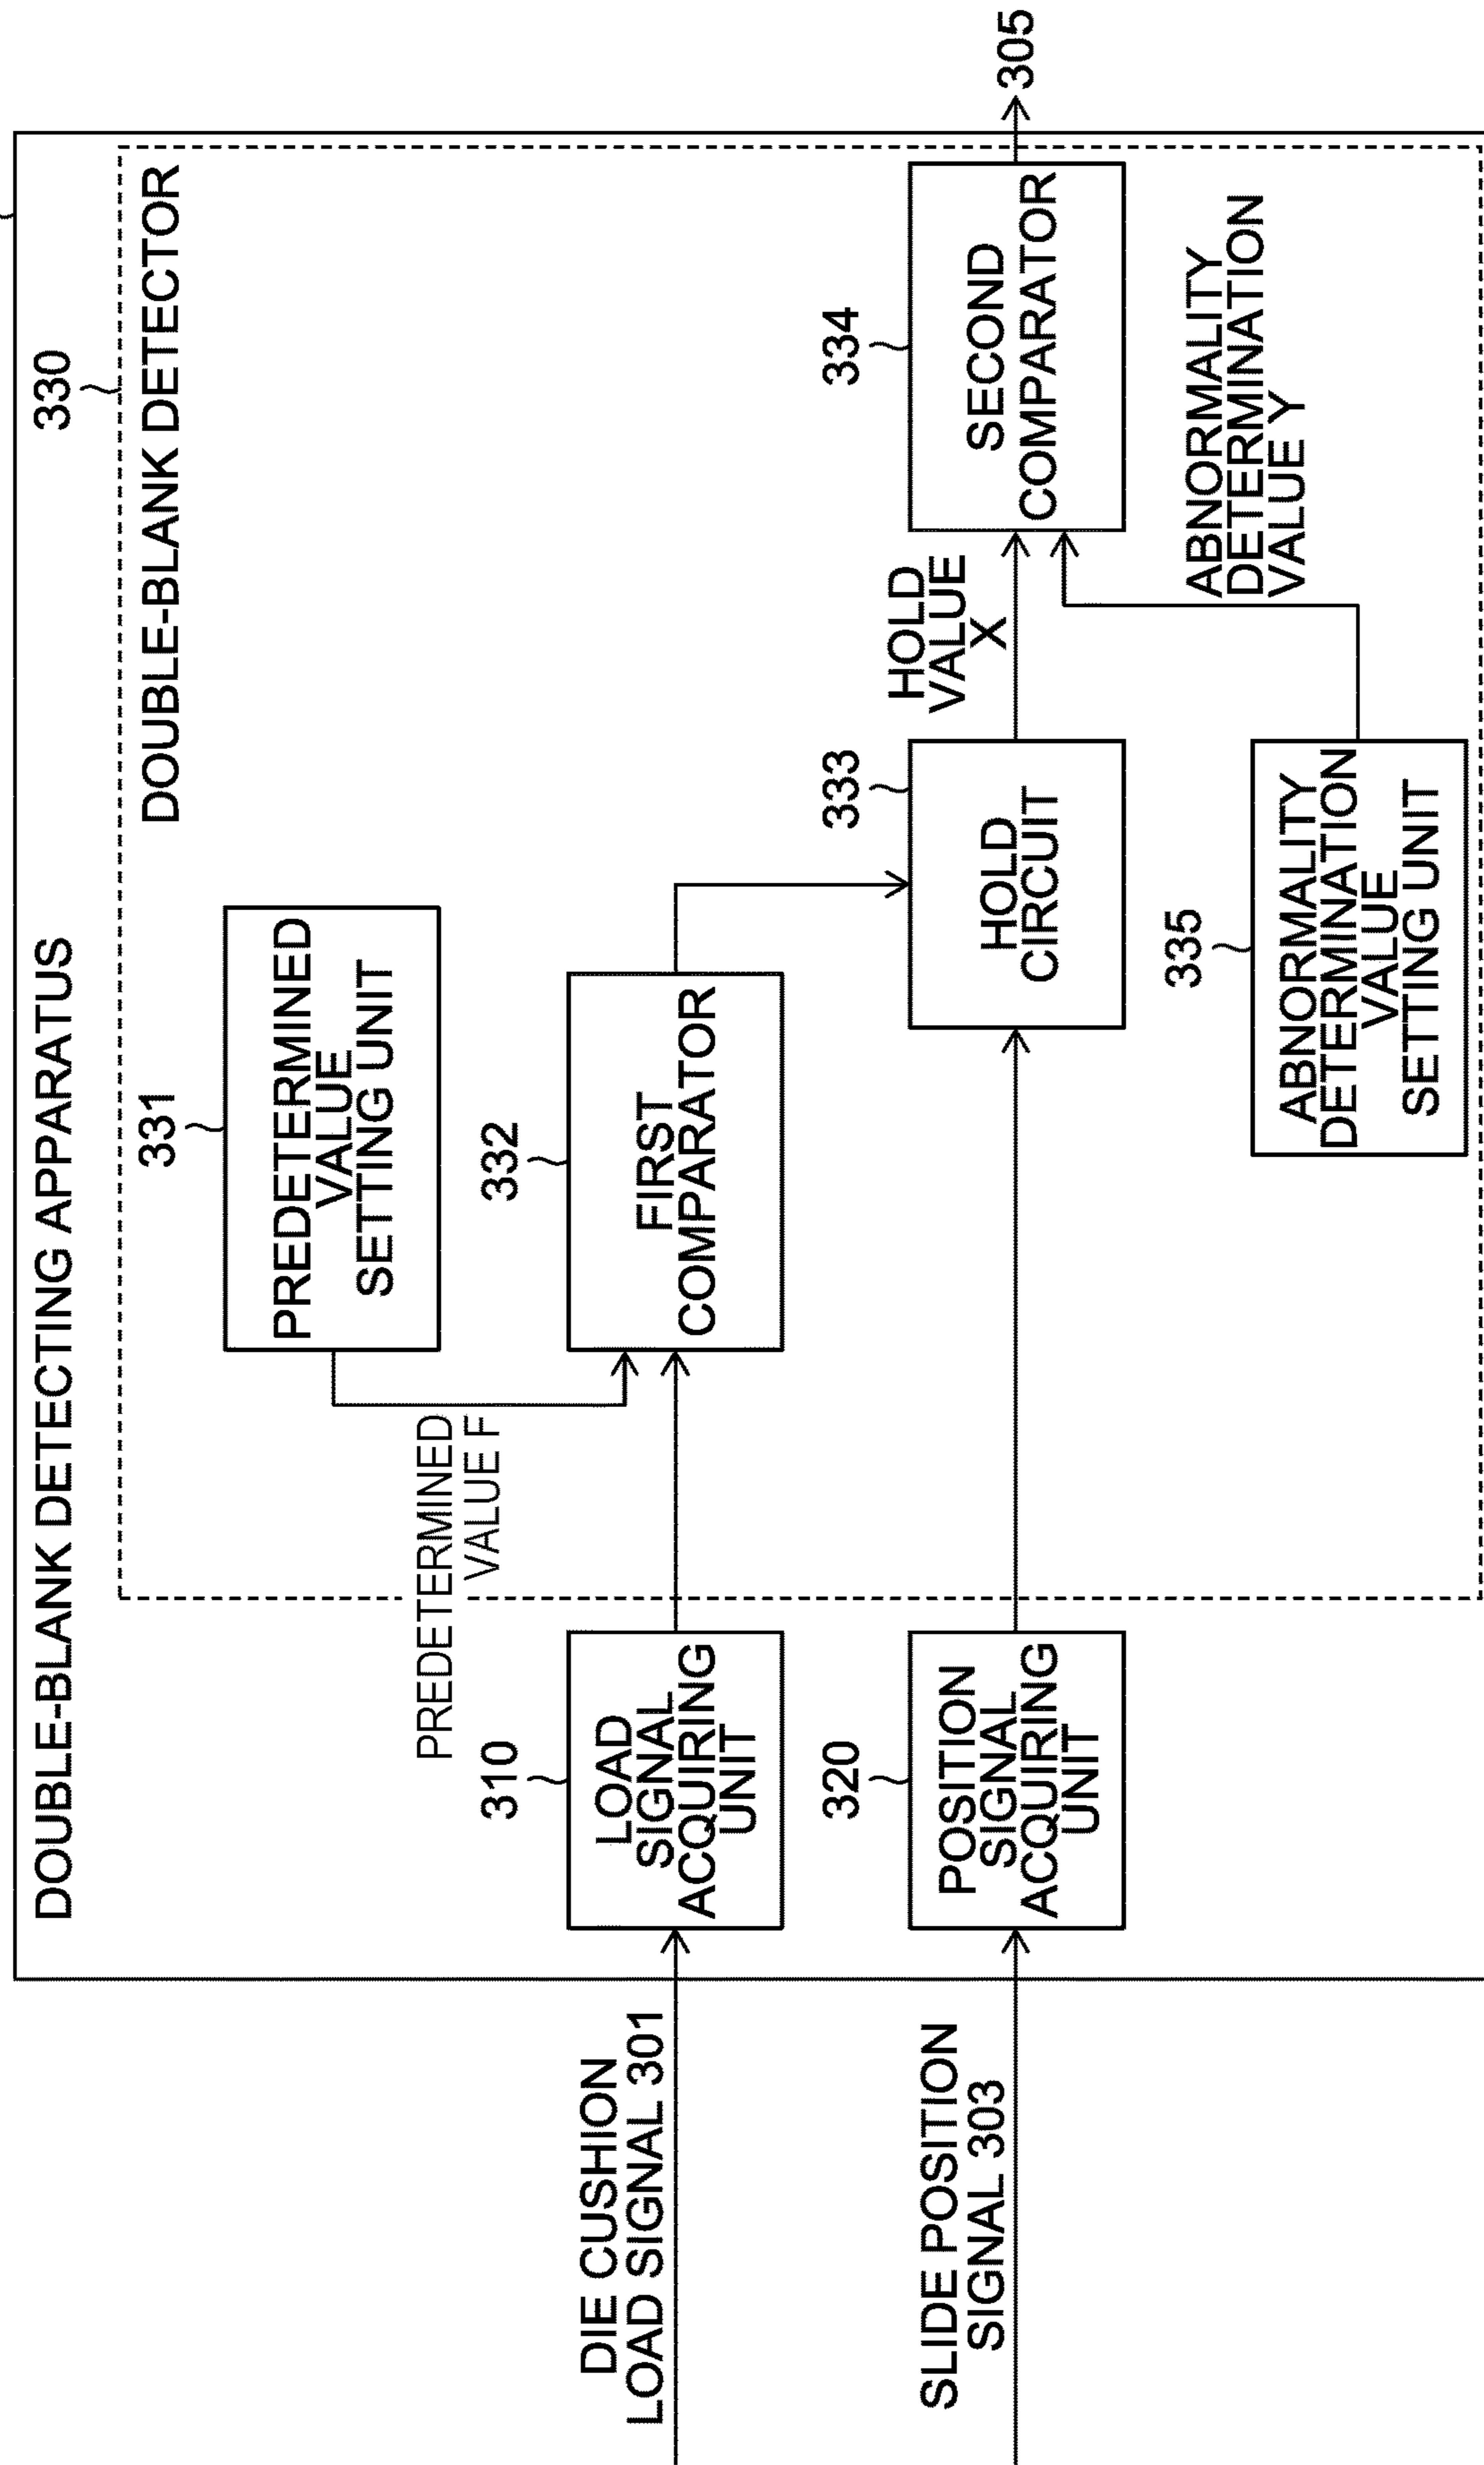 DOUBLE-BLANK DETECTING APPARATUS
330
DOUBLE-BLANK DETECTOR
331
PREDETERMINED
VALUE
SETTING UNIT
PREDETERMINED
VALUE F
DIE CUSHION
LOAD SIGNAL 301
310
LOAD
SIGNAL
ACQUIRING
UNIT
332
FIRST
COMPARATOR
SLIDE POSITION
SIGNAL 303
320
POSITION
SIGNAL
ACQUIRING
UNIT
333
HOLD
CIRCUIT
HOLD
VALUE
X
334
SECOND
COMPARATOR
305
335
ABNORMALITY
DETERMINATION
VALUE
SETTING UNIT
ABNORMALITY
DETERMINATION
VALUE Y